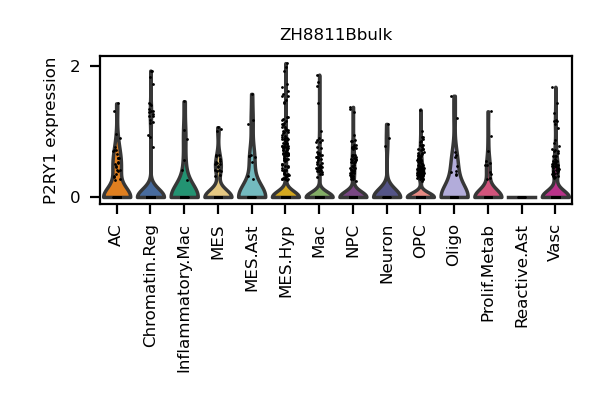 ZH8811Bbulk
P2RY1 expression
2
0
AC
Chromatin.Reg
Inflammatory.Mac
MES
MES.Ast
MES.Hyp
Mac
NPC
Neuron
OPC
Oligo
Prolif.Metab
Reactive.Ast
Vasc